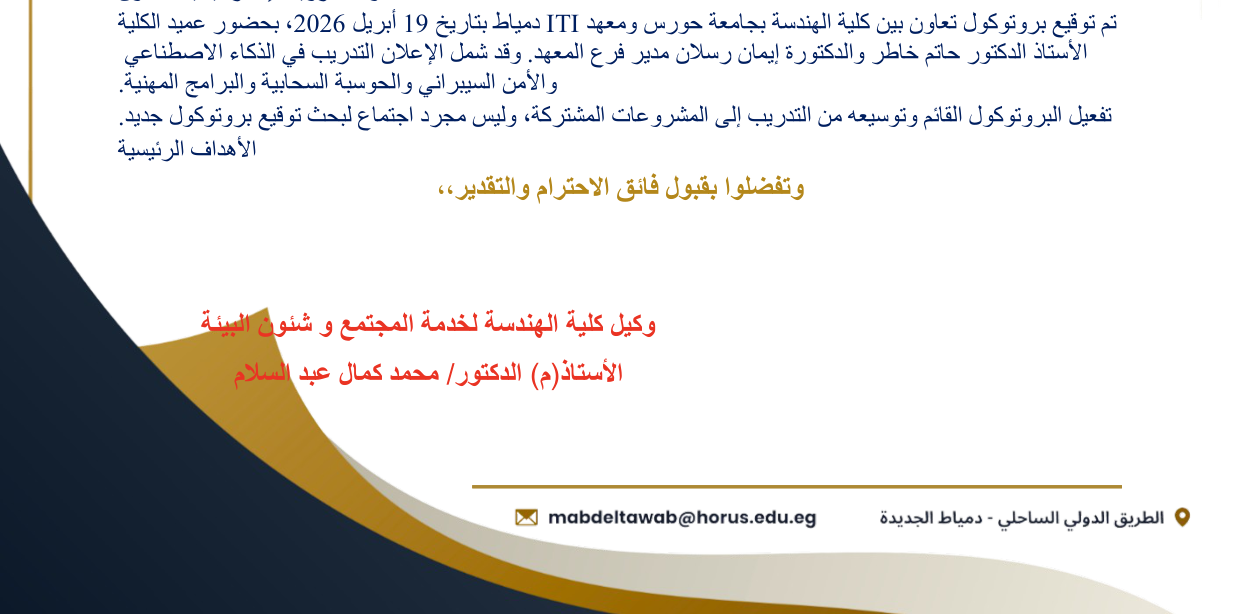 تم توقيع بروتوكول تعاون بين كلية الهندسة بجامعة حورس ومعهد ITI دمياط بتاريخ 19 أبريل 2026، بحضور عميد الكلية
الأستاذ الدكتور حاتم خاطر والدكتورة إيمان رسلان مدير فرع المعهد. وقد شمل الإعلان التدريب في الذكاء الاصطناعي
والأمن السيبراني والحوسبة السحابية والبرامج المهنية.
تفعيل البروتوكول القائم وتوسيعه من التدريب إلى المشروعات المشتركة، وليس مجرد اجتماع لبحث توقيع بروتوكول جديد.
الأهداف الرئيسية
وتفضلوا بقبول فائق الاحترام والتقدير،،
وكيل كلية الهندسة لخدمة المجتمع و شئون البيئة
الأستاذ(م) الدكتور/ محمد كمال عبد السلام
الطريق الدولي الساحلي - دمياط الجديدة
mabdeltawab@horus.edu.eg